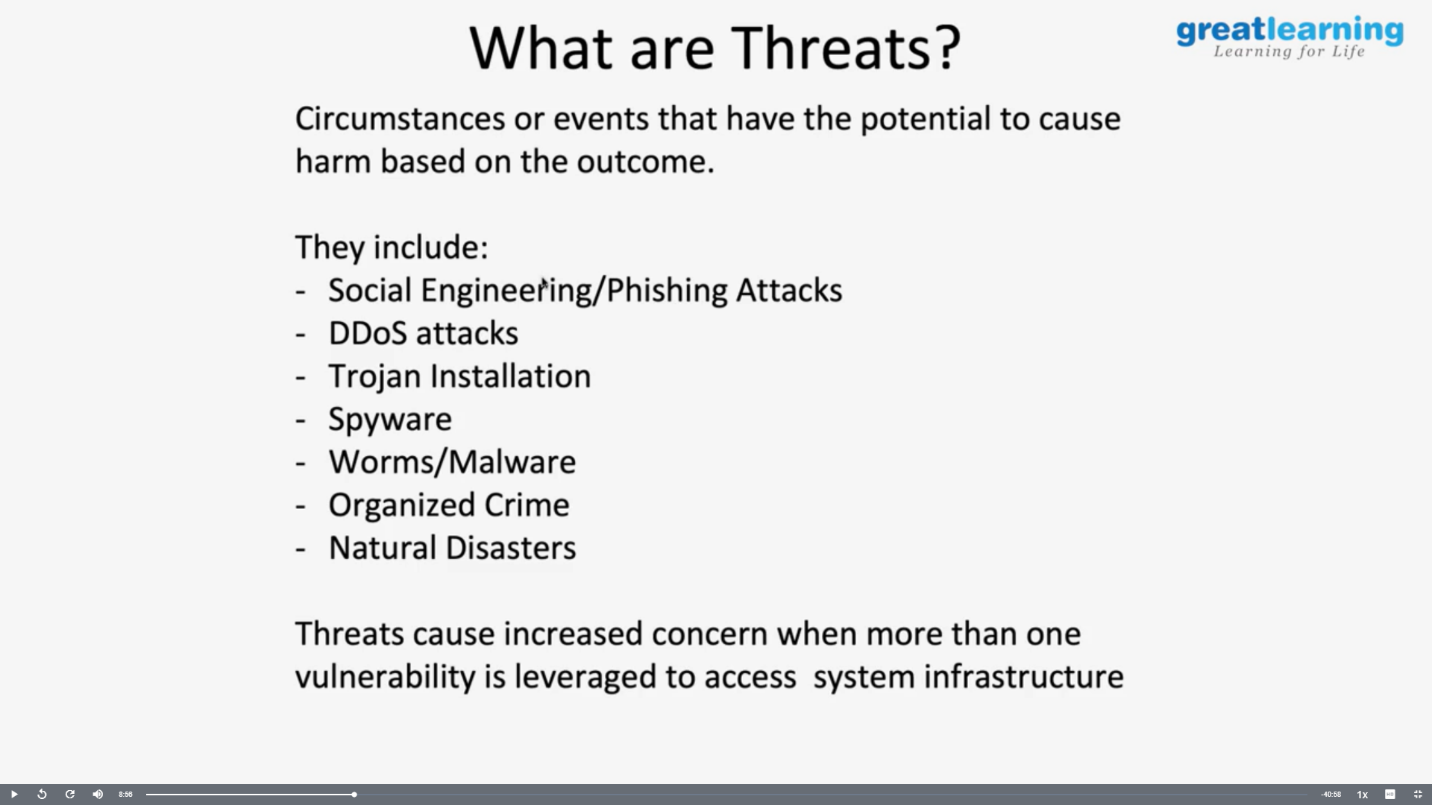 What are Threats?
greatlearning
Learning for Life
Circumstances or events that have the potential to cause
harm based on the outcome.
They include:
- Social Engineering/Phishing Attacks
- DDoS attacks
- Trojan Installation
- Spyware
- Worms/Malware
- Organized Crime
- Natural Disasters
Threats cause increased concern when more than one
vulnerability is leveraged to access system infrastructure
8:56
-40:58
1x